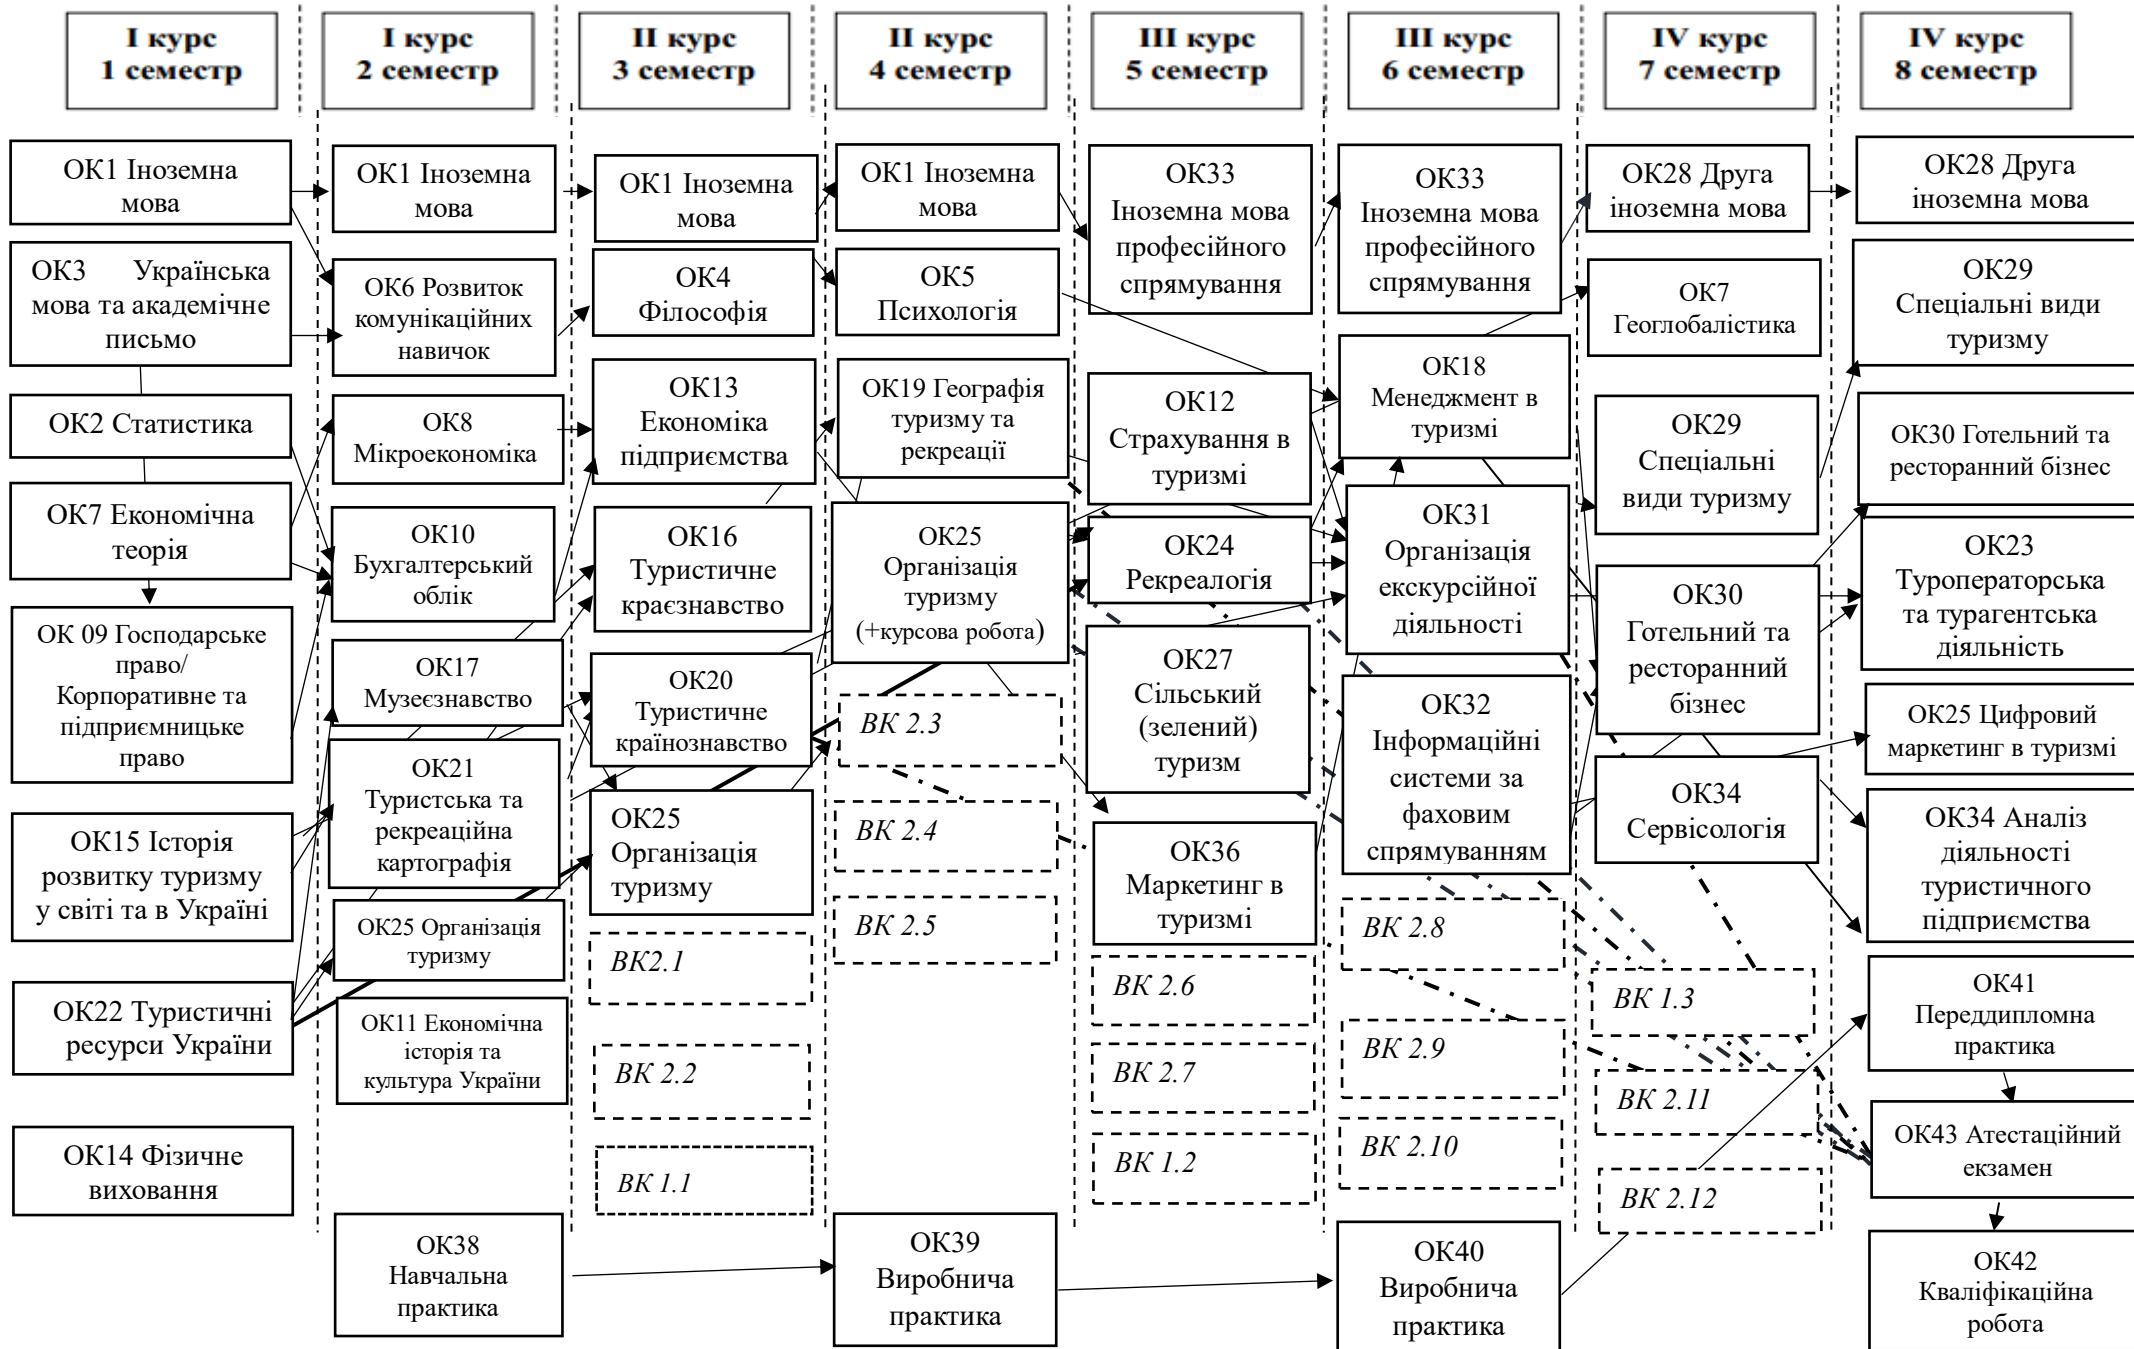 І курс
1 семестр
І курс
2 семестр
ІІ курс
3 семестр
ІІ курс
4 семестр
ІІІ курс
5 семестр
ІІІ курс
6 семестр
IV курс
7 семестр
IV курс
8 семестр
ОК1 Іноземна
мова
ОК3 Українська
мова та академічне
письмо
ОК2 Статистика
ОК7 Економічна
теорія
ОК 09 Господарське
право/
Корпоративне та
підприємницьке
право
ОК15 Історія
розвитку туризму
у світі та в Україні
ОК22 Туристичні
ресурси України
ОК14 Фізичне
виховання
ОК1 Іноземна
мова
ОК6 Розвиток
комунікаційних
навичок
ОК8
Мікроекономіка
ОК10
Бухгалтерський
облік
ОК17
Музеєзнавство
ОК21
Туристська та
рекреаційна
картографія
ОК25 Організація
туризму
ОК11 Економічна
історія та
культура України
ОК38
Навчальна
практика
ОК1 Іноземна
мова
ОК4
Філософія
ОК13
Економіка
підприємства
ОК16
Туристичне
краєзнавство
ОК20
Туристичне
країнознавство
ОК25
Організація
туризму
ВК2.1
ВК 2.2
ВК 1.1
ОК1 Іноземна
мова
ОК5
Психологія
ОК19 Географія
туризму та
рекреації
ОК25
Організація
туризму
(+курсова робота)
ВК 2.3
ВК 2.4
ВК 2.5
ОК39
Виробнича
практика
ОК33
Іноземна мова
професійного
спрямування
ОК12
Страхування в
туризмі
ОК24
Рекреалогія
ОК27
Сільський
(зелений)
туризм
ОК36
Маркетинг в
туризмі
ВК 2.6
ВК 2.7
ВК 1.2
ОК33
Іноземна мова
професійного
спрямування
ОК18
Менеджмент в
туризмі
ОК31
Організація
екскурсійної
діяльності
ОК32
Інформаційні
системи за
фаховим
спрямуванням
ВК 2.8
ВК 2.9
ВК 2.10
ОК40
Виробнича
практика
ОК28 Друга
іноземна мова
ОК7
Геоглобалістика
ОК29
Спеціальні
види туризму
ОК30
Готельний та
ресторанний
бізнес
ОК34
Сервісологія
ВК 1.3
ВК 2.11
ВК 2.12
ОК28 Друга
іноземна мова
ОК29
Спеціальні види
туризму
ОК30 Готельний та
ресторанний бізнес
ОК23
Туроператорська
та турагентська
діяльність
ОК25 Цифровий
маркетинг в туризмі
ОК34 Аналіз
діяльності
туристичного
підприємства
ОК41
Переддипломна
практика
ОК43 Атестаційний
екзамен
ОК42
Кваліфікаційна
робота